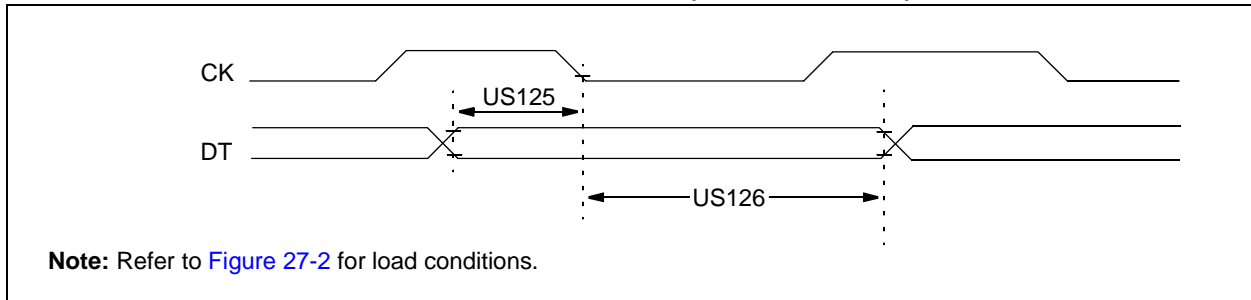 CK
US125
DT
US126
Note: Refer to Figure 27-2 for load conditions.